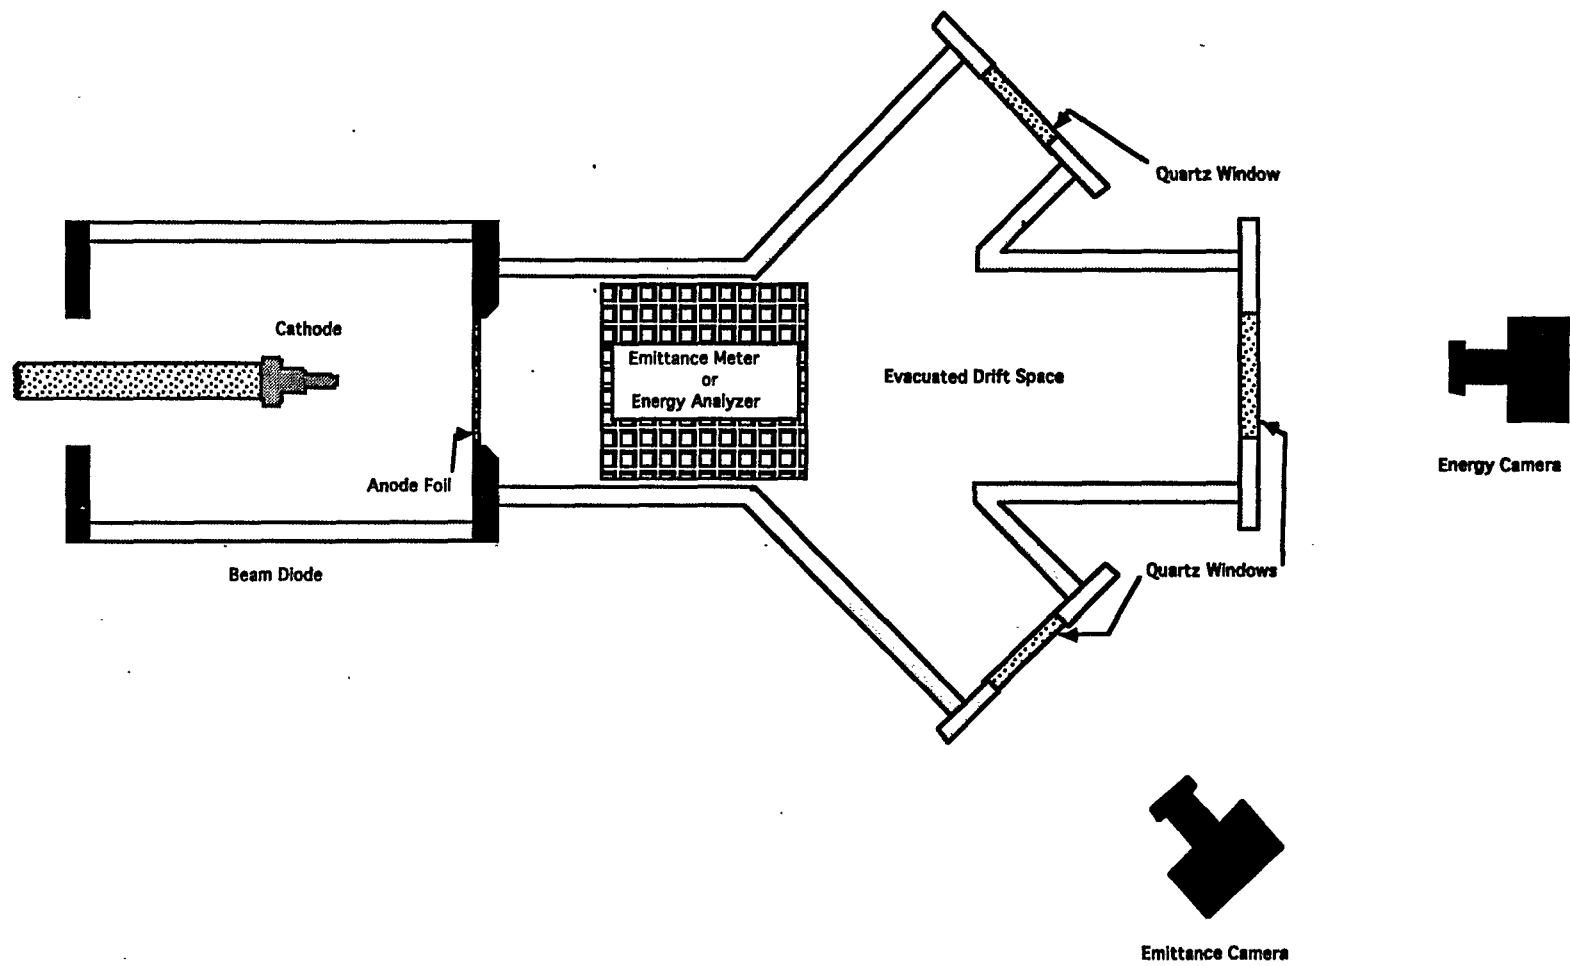 Quartz Window
Cathode
Emittance Meter
or
Energy Analyzer
Evacuated Drift Space
Energy Camera
Anode Foil
Beam Diode
Quartz Windows
Emittance Camera